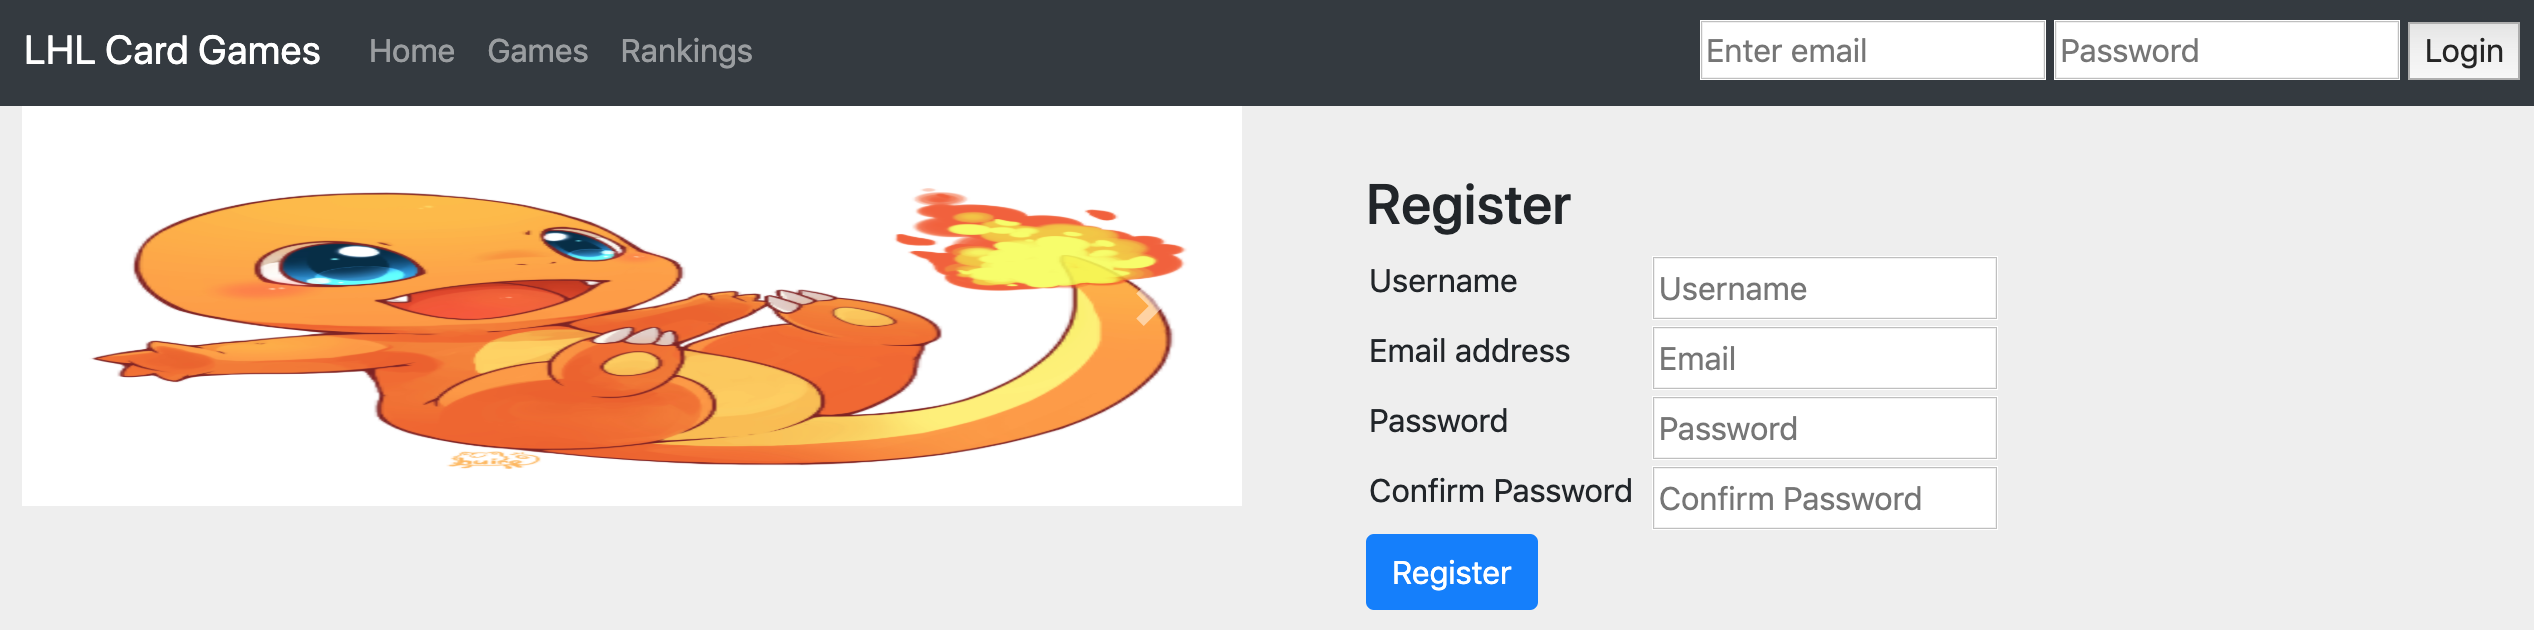 LHL Card Games Home Games Rankings Enter email Password Login
Register
Username Username
Email address Email
Password Password
Confirm Password Confirm Password
Register